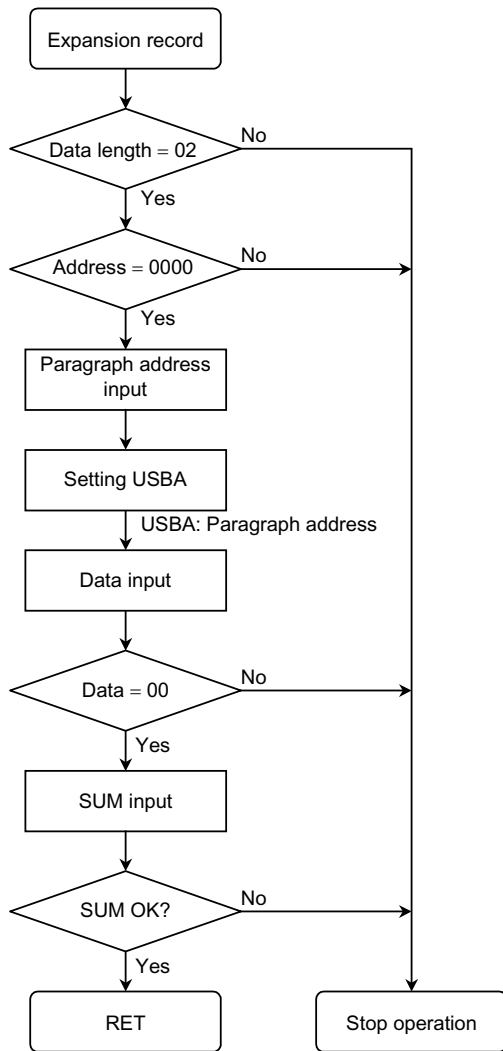 Expansion record
Data length = 02
No
Yes
Address = 0000
No
Yes
Paragraph address
input
Setting USBA
USBA: Paragraph address
Data input
Data = 00
No
Yes
SUM input
SUM OK?
No
Yes
RET
Stop operation